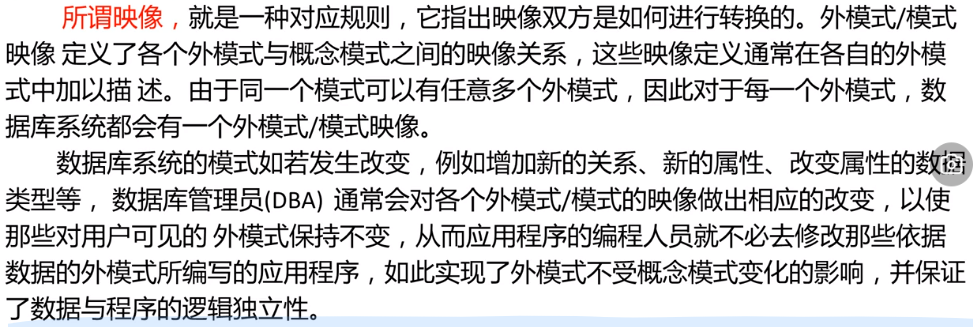 所谓映像，就是一种对应规则，它指出映像双方是如何进行转换的。外模式/模式
映像 定义了各个外模式与概念模式之间的映像关系，这些映像定义通常在各自的外模
式中加以描 述。由于同一个模式可以有任意多个外模式，因此对于每一个外模式，数
据库系统都会有一个外模式/模式映像。
数据库系统的模式如若发生改变，例如增加新的关系、新的属性、改变属性的数据
类型等， 数据库管理员(DBA) 通常会对各个外模式/模式的映像做出相应的改变，以使
那些对用户可见的 外模式保持不变，从而应用程序的编程人员就不必去修改那些依据
数据的外模式所编写的应用程序，如此实现了外模式不受概念模式变化的影响，并保证
了数据与程序的逻辑独立性。